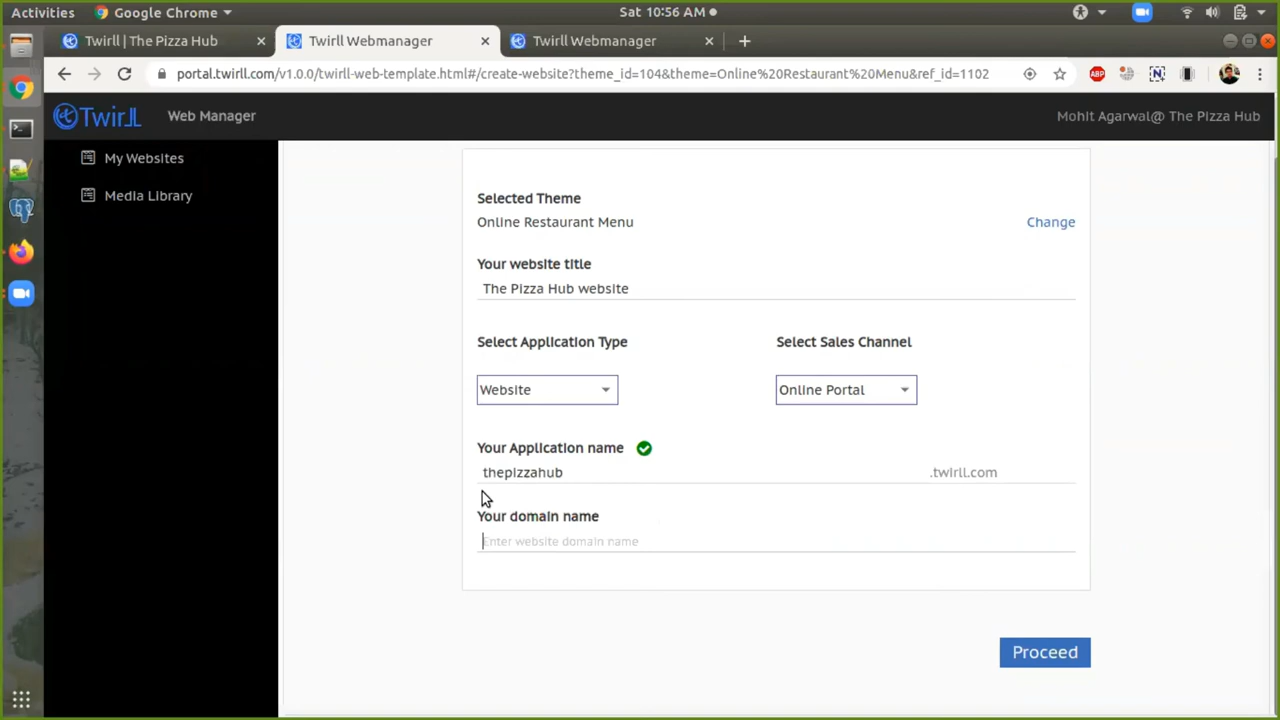 Activities Google Chrome Sat 10:56 AM
Twirll | The Pizza Hub Twirll Webmanager Twirll Webmanager
portal.twirll.com/v1.0.0/twirll-web-template.html#/create-website?theme_id=104&theme=Online%20Restaurant%20Menu&ref_id=1102
ABP N
Twirll Web Manager Mohit Agarwal@ The Pizza Hub
My Websites
Media Library
Selected Theme
Online Restaurant Menu Change
Your website title
The Pizza Hub website
Select Application Type Select Sales Channel
Website Online Portal
Your Application name
thepizzahub .twirll.com
Your domain name
Enter website domain name
Proceed